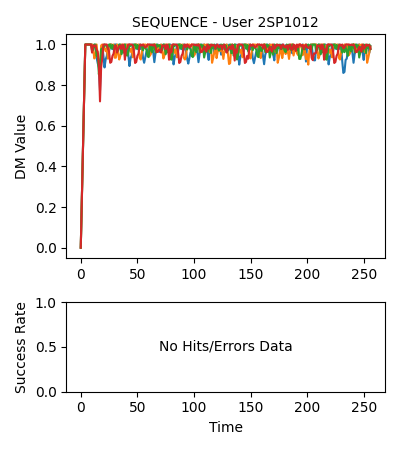 SEQUENCE - User 2SP1012
DM Value
1.0
0.8
0.6
0.4
0.2
0.0
0 50 100 150 200 250
Success Rate
1.0
0.5
0.0
No Hits/Errors Data
0 50 100 150 200 250
Time